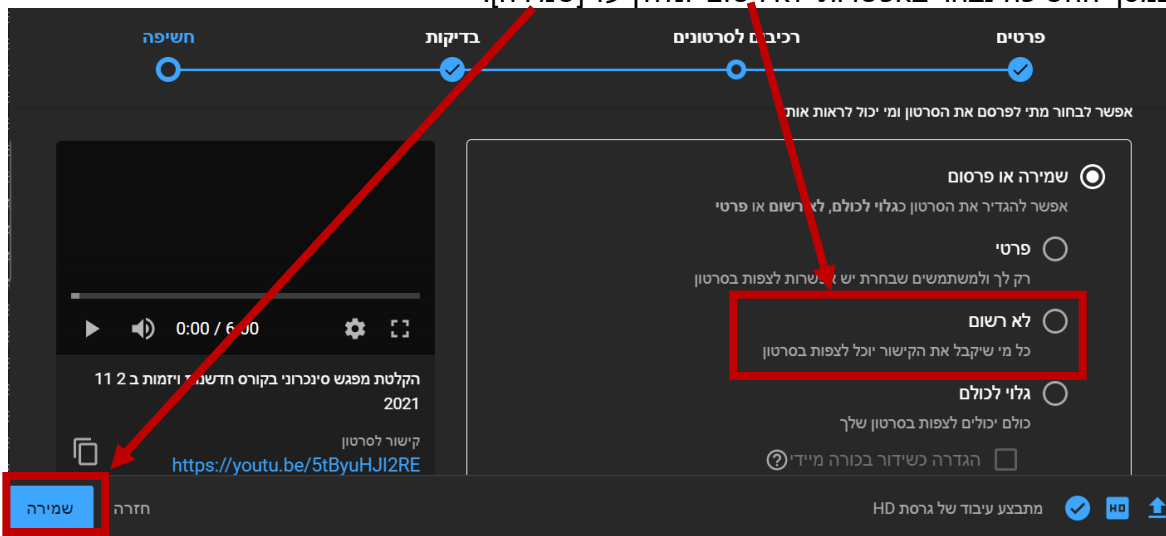 פרטים
רכיבים לסרטונים
בדיקות
חשיפה
אפשר לבחור מתי לפרסם את הסרטון ומי יכול לראות אותו
שמירה או פרסום
אפשר להגדיר את הסרטון כגלוי לכולם, לא רשום או פרטי
פרטי
רק לך ולמשתמשים שבחרת יש אפשרות לצפות בסרטון
לא רשום
כל מי שיקבל את הקישור יוכל לצפות בסרטון
גלוי לכולם
כולם יכולים לצפות בסרטון שלך
הגדרה כשידור בכורה מיידי
0:00 / 6:00
הקלטת מפגש סינכרוני בקורס חדשנות ויזמות ב 2 11
2021
קישור לסרטון
https://youtu.be/5tByuHJI2RE
HD
מתבצע עיבוד של גרסת HD
חזרה
שמירה